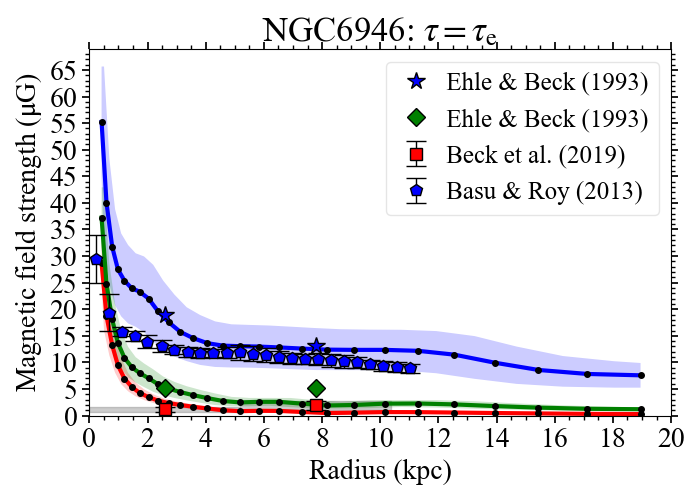 NGC6946: τ = τₑ
Magnetic field strength (μG)
65
60
55
50
45
40
35
30
25
20
15
10
5
0
Ehle & Beck (1993)
Ehle & Beck (1993)
Beck et al. (2019)
Basu & Roy (2013)
0 2 4 6 8 10 12 14 16 18 20
Radius (kpc)